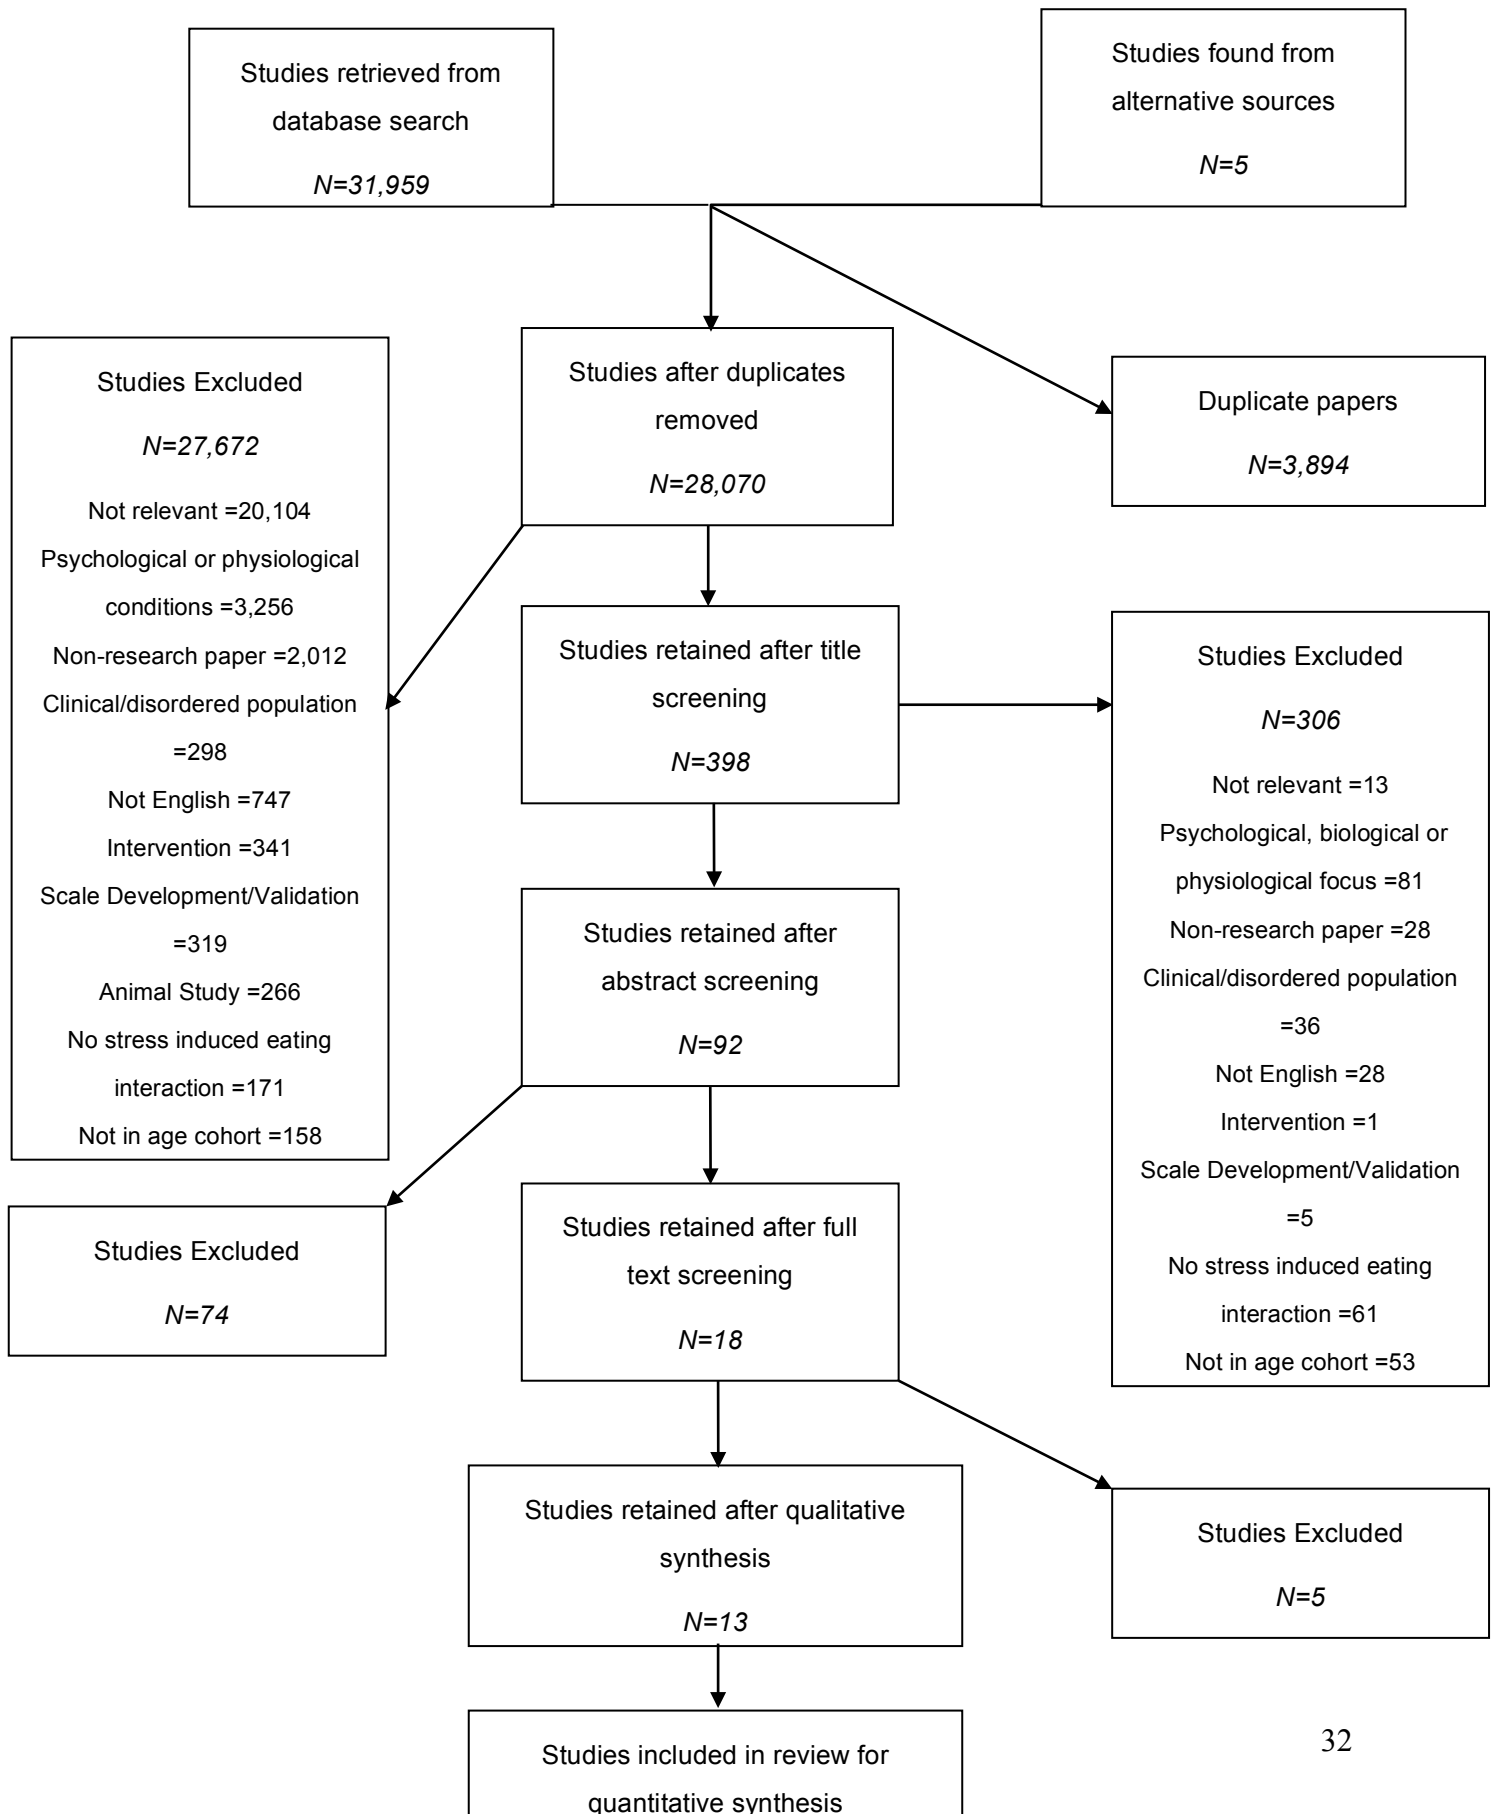 Studies retrieved from
database search
N=31,959
Studies found from
alternative sources
N=5
Studies after duplicates
removed
N=28,070
Duplicate papers
N=3,894
Studies Excluded
N=27,672
Not relevant =20,104
Psychological or physiological
conditions =3,256
Non-research paper =2,012
Clinical/disordered population
=298
Not English =747
Intervention =341
Scale Development/Validation
=319
Animal Study =266
No stress induced eating
interaction =171
Not in age cohort =158
Studies retained after title
screening
N=398
Studies Excluded
N=306
Not relevant =13
Psychological, biological or
physiological focus =81
Non-research paper =28
Clinical/disordered population
=36
Not English =28
Intervention =1
Scale Development/Validation
=5
No stress induced eating
interaction =61
Not in age cohort =53
Studies retained after
abstract screening
N=92
Studies Excluded
N=74
Studies retained after full
text screening
N=18
Studies retained after qualitative
synthesis
N=13
Studies Excluded
N=5
Studies included in review for
quantitative synthesis
32